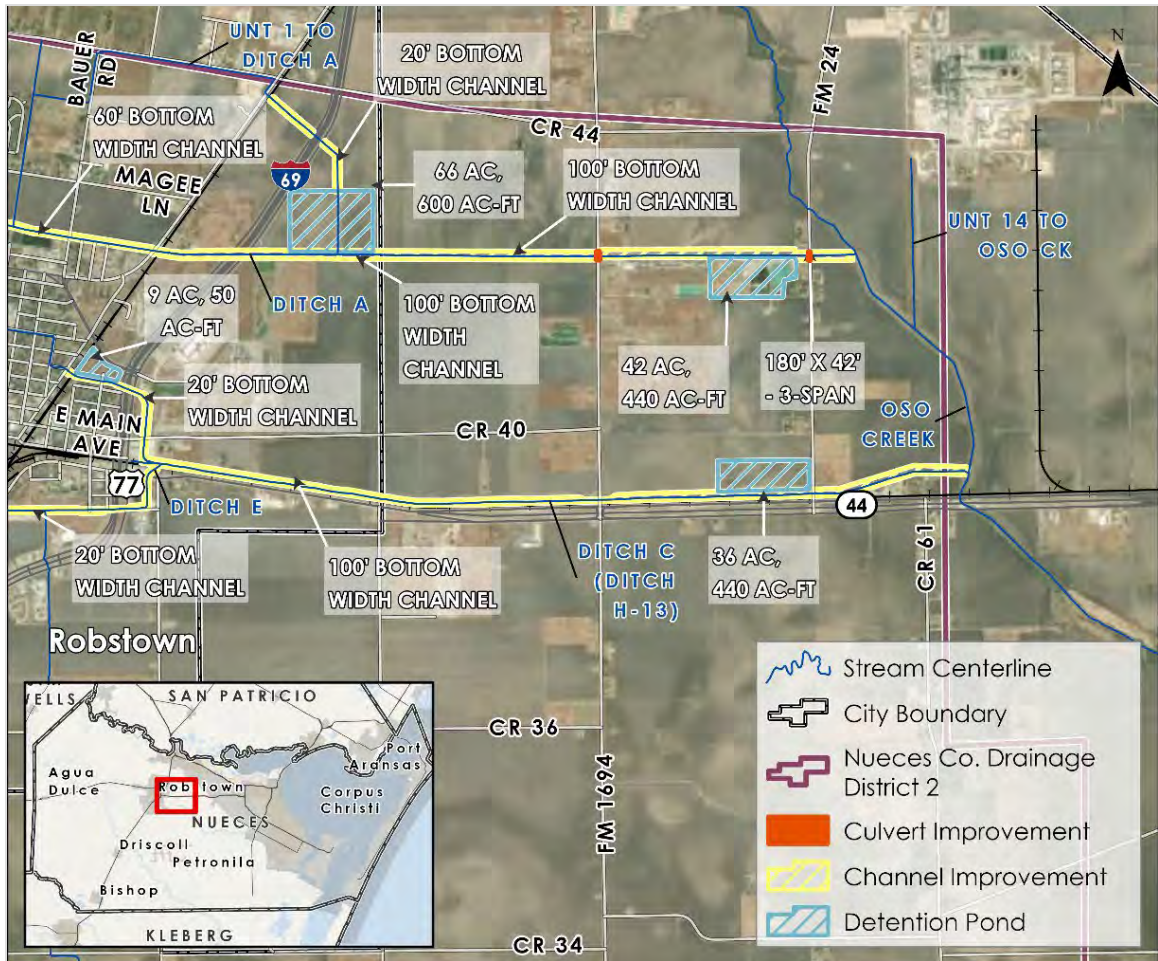 UNT 1 TO
DITCH A
BAUER
RD
20' BOTTOM
WIDTH CHANNEL
FM 24
N
60' BOTTOM
WIDTH CHANNEL
MAGEE
LN
69
CR 44
66 AC,
600 AC-FT
100' BOTTOM
WIDTH CHANNEL
UNT 14 TO
OSO CK
DITCH A
9 AC, 50
AC-FT
100' BOTTOM
WIDTH
CHANNEL
20' BOTTOM
WIDTH CHANNEL
42 AC,
440 AC-FT
180' X 42'
- 3-SPAN
OSO
CREEK
E MAIN
AVE
CR 40
77
DITCH E
44
20' BOTTOM
WIDTH CHANNEL
100' BOTTOM
WIDTH CHANNEL
DITCH C
(DITCH
H-13)
36 AC,
440 AC-FT
CR 61
Robstown
CR 36
FM 1694
CR 34
WELLS
SAN PATRICIO
Port
Aransas
Agua
Dulce
Robstown
Corpus
Christi
NUECES
Driscoll
Petronila
Bishop
KLEBERG
Stream Centerline
City Boundary
Nueces Co. Drainage
District 2
Culvert Improvement
Channel Improvement
Detention Pond